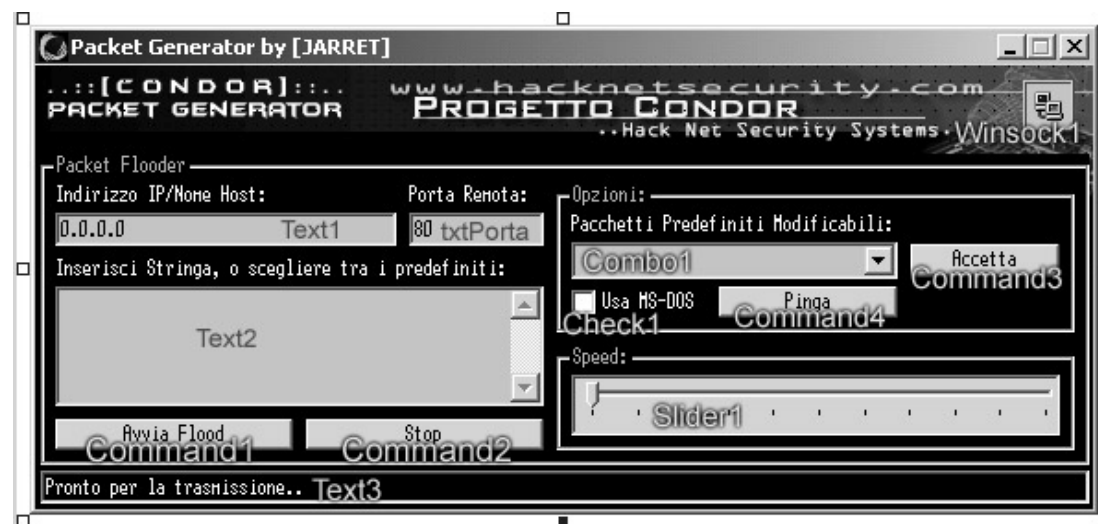 Packet Generator by [JARRET]
..::[CONDOR]::.. www.hacknetsecurity.com
PACKET GENERATOR PROGETTO CONDOR
..Hack Net Security Systems. Winsock1
Packet Flooder
Indirizzo IP/Nome Host: Porta Remota:
0.0.0.0 Text1 80 txtPorta
Inserisci Stringa, o scegliere tra i predefiniti:
Text2
Avvia Flood Command1
Stop Command2
Opzioni:
Pacchetti Predefiniti Modificabili:
Combo1
Accetta Command3
Usa MS-DOS Check1
Pinga Command4
Speed:
Slider1
Pronto per la trasmissione.. Text3